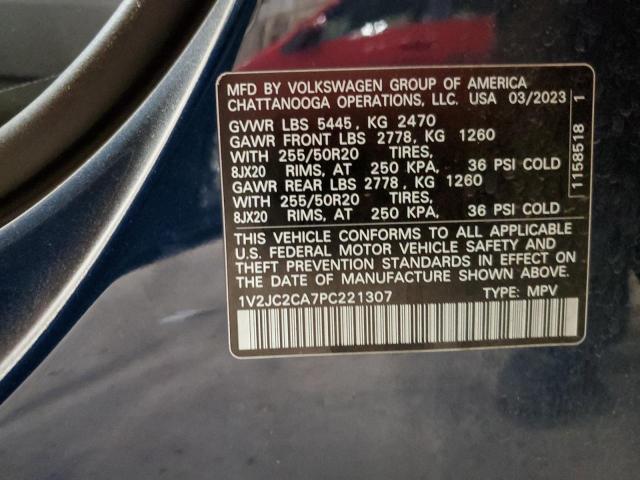 MFD BY VOLKSWAGEN GROUP OF AMERICA
CHATTANOOGA OPERATIONS, LLC. USA 03/2023
GVWR LBS 5445, KG 2470
GAWR FRONT LBS 2778, KG 1260
WITH 255/50R20 TIRES,
8JX20 RIMS, AT 250 KPA, 36 PSI COLD
GAWR REAR LBS 2778 , KG 1260
WITH 255/50R20 TIRES,
8JX20 RIMS, AT 250 KPA, 36 PSI COLD
THIS VEHICLE CONFORMS TO ALL APPLICABLE
U.S. FEDERAL MOTOR VEHICLE SAFETY AND
THEFT PREVENTION STANDARDS IN EFFECT ON
THE DATE OF MANUFACTURE SHOWN ABOVE.
1V2JC2CA7PC221307 TYPE: MPV
1158518 1